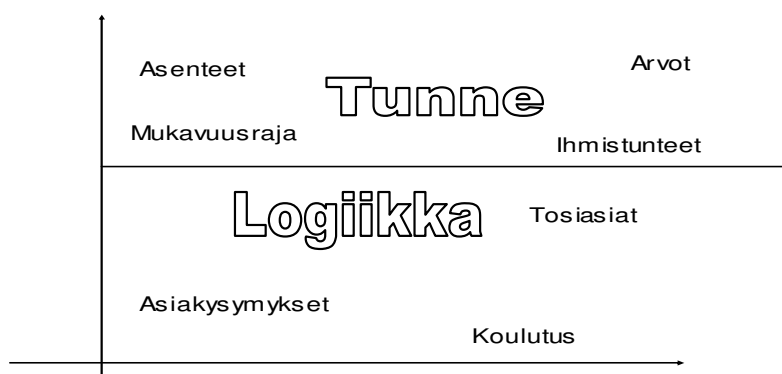 Asenteet
Tunne
Arvot
Mukavuusraja
Ihmistunteet
Logiikka
Tosiasiat
Asiakysymykset
Koulutus